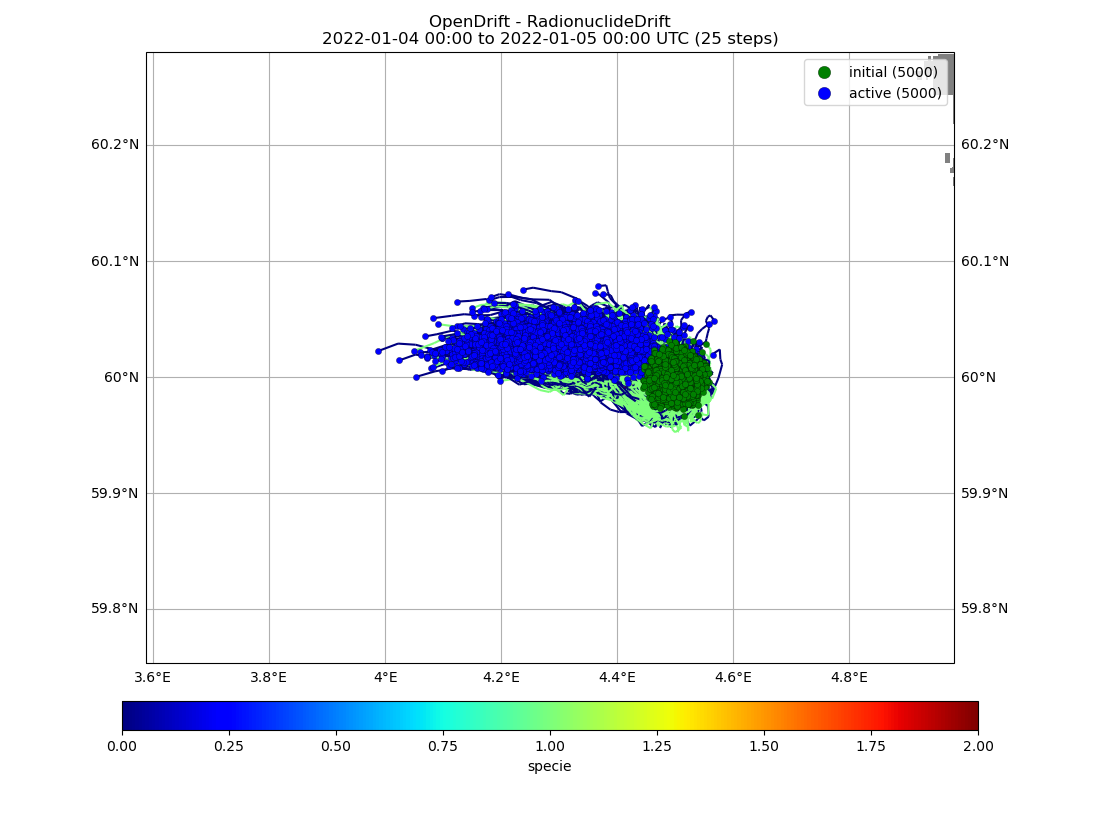 OpenDrift - RadionuclideDrift
2022-01-04 00:00 to 2022-01-05 00:00 UTC (25 steps)
initial (5000)
active (5000)
60.2°N 60.2°N
60.1°N 60.1°N
60°N 60°N
59.9°N 59.9°N
59.8°N 59.8°N
3.6°E 3.8°E 4°E 4.2°E 4.4°E 4.6°E 4.8°E
0.00 0.25 0.50 0.75 1.00 1.25 1.50 1.75 2.00
specie